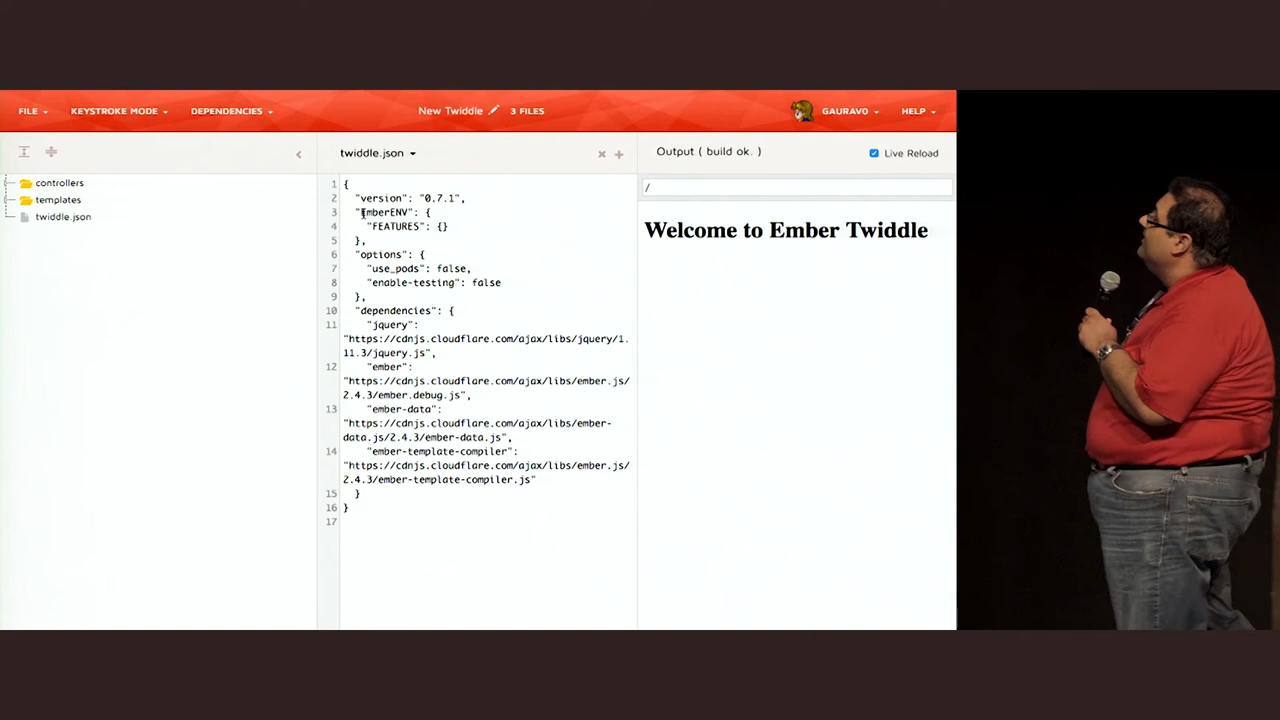 FILE
KEYSTROKE MODE
DEPENDENCIES
New Twiddle
3 FILES
GAURAVO
HELP
twiddle.json
Output ( build ok. )
Live Reload
controllers
templates
twiddle.json
1 {
2 "version": "0.7.1",
3 "EmberENV": {
4 "FEATURES": {}
5 },
6 "options": {
7 "use_pods": false,
8 "enable-testing": false
9 },
10 "dependencies": {
11 "jquery":
"https://cdnjs.cloudflare.com/ajax/libs/jquery/1.
11.3/jquery.js",
12 "ember":
"https://cdnjs.cloudflare.com/ajax/libs/ember.js/
2.4.3/ember.debug.js",
13 "ember-data":
"https://cdnjs.cloudflare.com/ajax/libs/ember-
data.js/2.4.3/ember-data.js",
14 "ember-template-compiler":
"https://cdnjs.cloudflare.com/ajax/libs/ember.js/
2.4.3/ember-template-compiler.js"
15 }
16 }
17
/
Welcome to Ember Twiddle